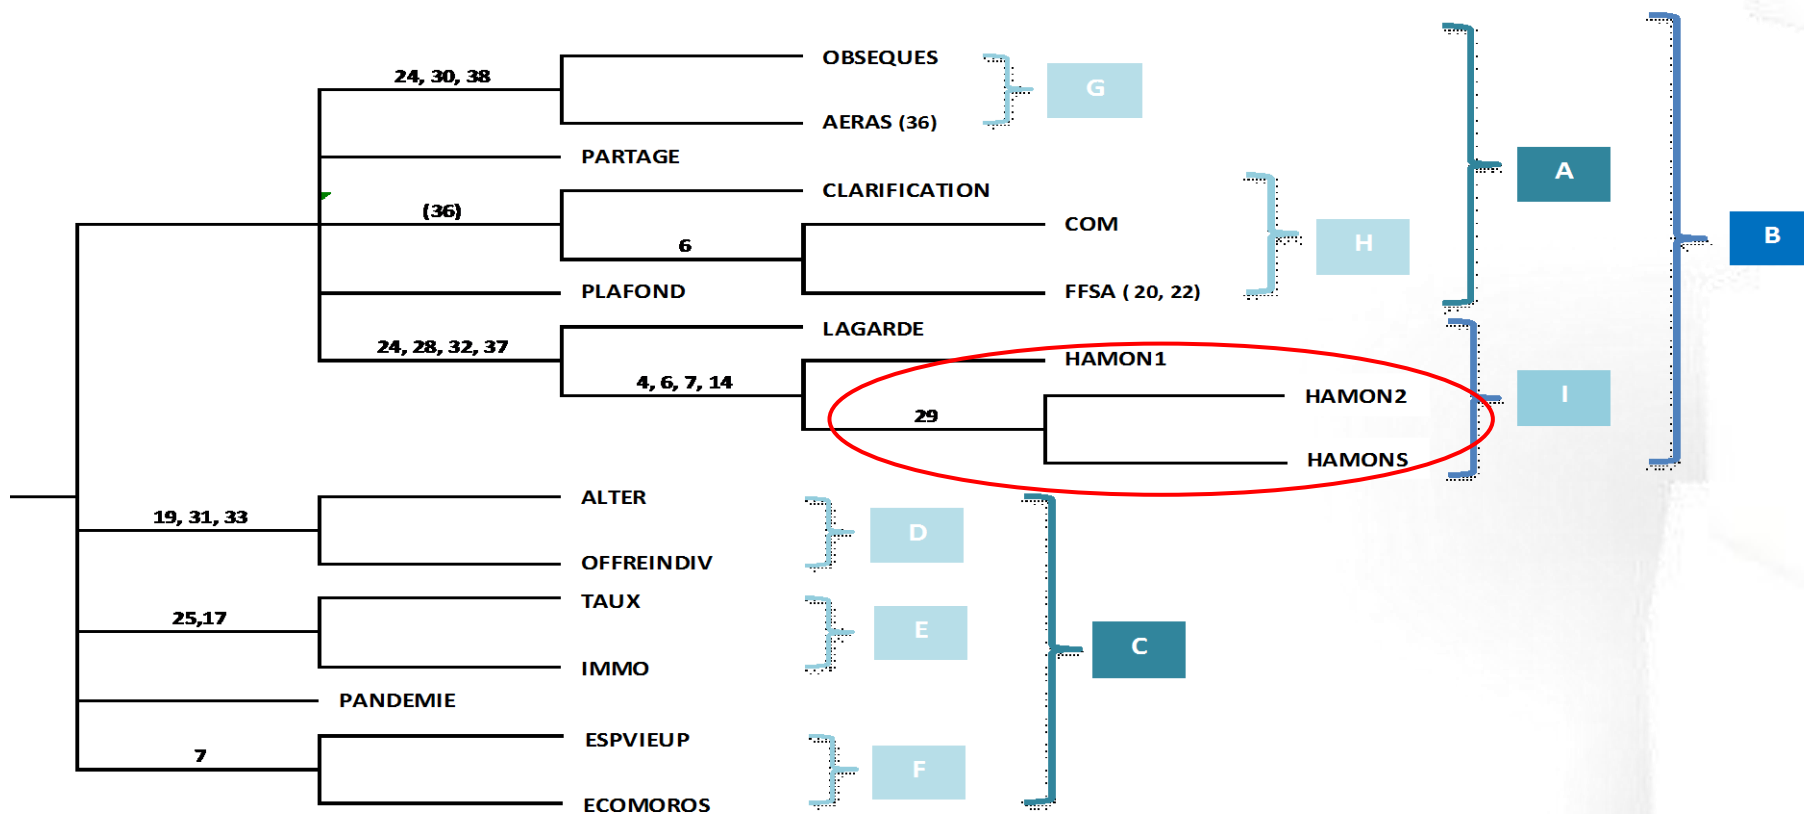 OBSEQUES
24, 30, 38
G
AERAS (36)
PARTAGE
A
CLARIFICATION
(36)
COM
B
6
H
PLAFOND
FFSA ( 20, 22)
LAGARDE
24, 28, 32, 37
HAMON1
4, 6, 7, 14
HAMON2
I
29
HAMONS
ALTER
19, 31, 33
D
OFFREINDIV
TAUX
25,17
E
C
IMMO
PANDEMIE
ESPVIEUP
7
F
ECOMOROS